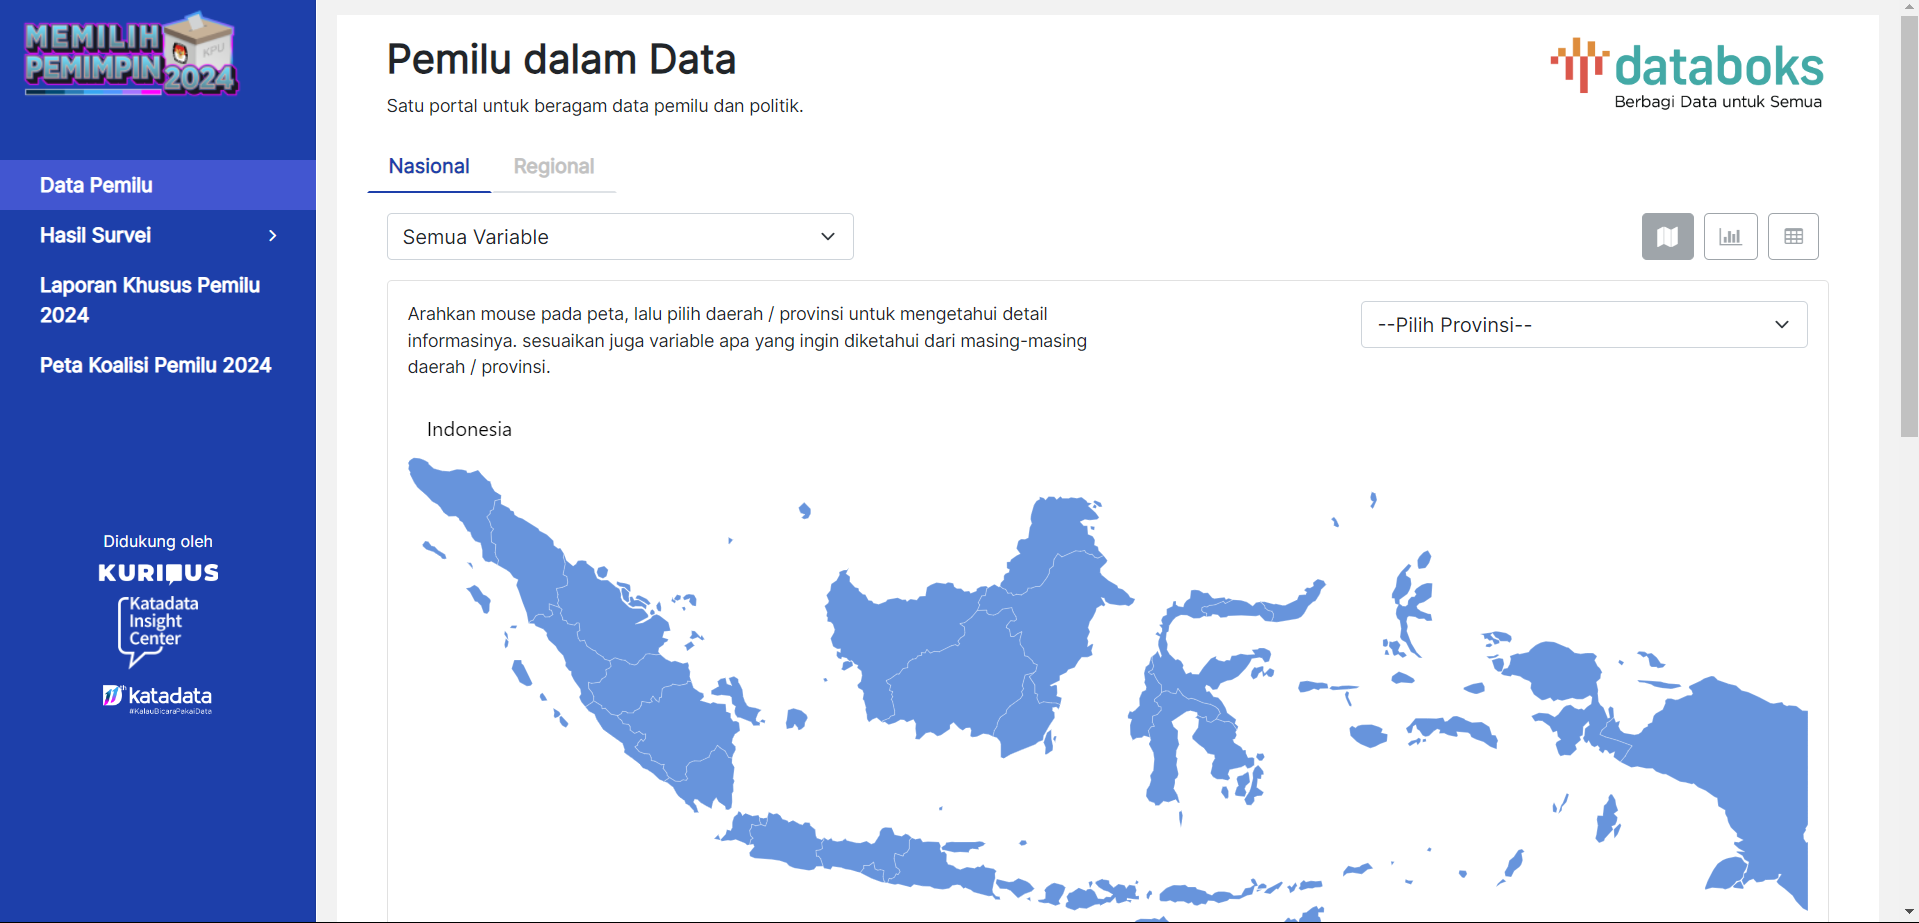 MEMILIH
PEMIMPIN 2024
KPU
Data Pemilu
Hasil Survei
Laporan Khusus Pemilu
2024
Peta Koalisi Pemilu 2024
Didukung oleh
KURIOUS
Katadata
Insight
Center
11th katadata
#KalauBicaraPakaiData
Pemilu dalam Data
Satu portal untuk beragam data pemilu dan politik.
databoks
Berbagi Data untuk Semua
Nasional Regional
Semua Variable
Arahkan mouse pada peta, lalu pilih daerah / provinsi untuk mengetahui detail
informasinya. sesuaikan juga variable apa yang ingin diketahui dari masing-masing
daerah / provinsi.
--Pilih Provinsi--
Indonesia